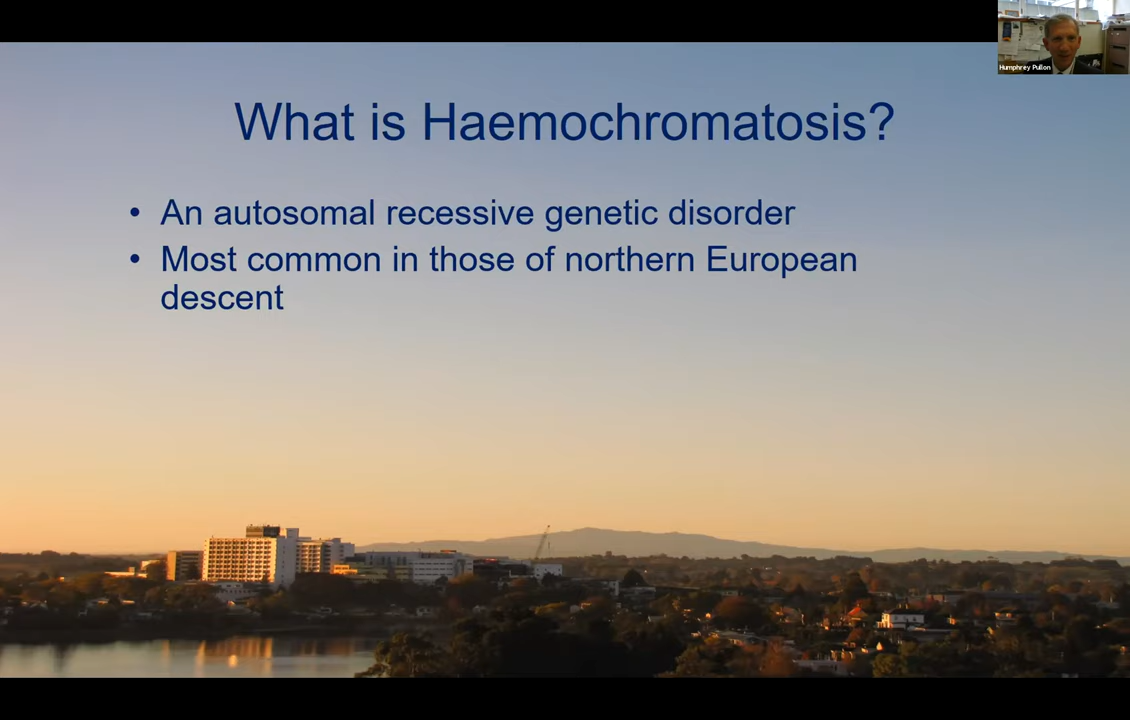 Humphrey Pullon
What is Haemochromatosis?
• An autosomal recessive genetic disorder
• Most common in those of northern European
descent